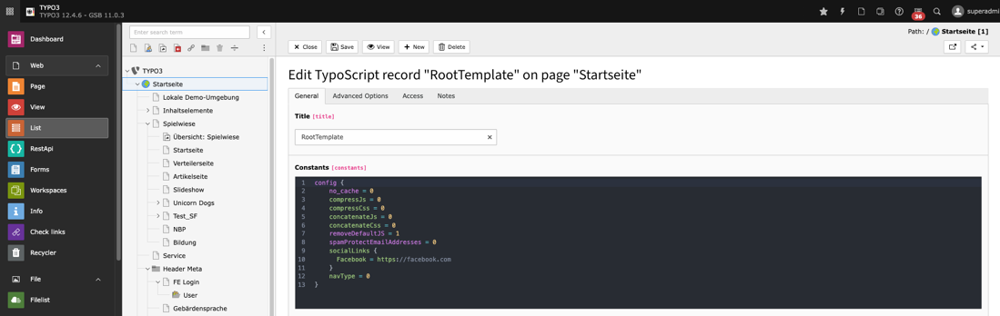 TYPO3
TYPO3 12.4.6 - GSB 11.0.3
36
superadmi
Dashboard
Web
Page
View
List
RestApi
Forms
Workspaces
Info
Check links
Recycler
File
Filelist
Enter search term
TYPO3
Startseite
Lokale Demo-Umgebung
Inhaltselemente
Spielwiese
Übersicht: Spielwiese
Startseite
Verteilerseite
Artikelseite
Slideshow
Unicorn Dogs
Test_SF
NBP
Bildung
Service
Header Meta
FE Login
User
Gebärdensprache
Path: / Startseite [1]
Close Save View New Delete
Edit TypoScript record "RootTemplate" on page "Startseite"
General Advanced Options Access Notes
Title [title]
RootTemplate
Constants [constants]
1 config {
2 no_cache = 0
3 compressJs = 0
4 compressCss = 0
5 concatenateJs = 0
6 concatenateCss = 0
7 removeDefaultJS = 1
8 spamProtectEmailAddresses = 0
9 socialLinks {
10 Facebook = https://facebook.com
11 }
12 navType = 0
13 }